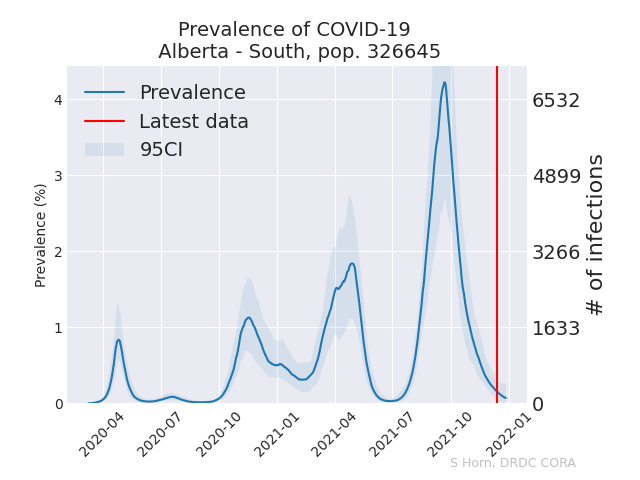 Prevalence of COVID-19
Alberta - South, pop. 326645
Prevalence
Latest data
95CI
Prevalence (%)
4
3
2
1
0
6532
4899
3266
1633
0
# of infections
2020-04
2020-07
2020-10
2021-01
2021-04
2021-07
2021-10
2022-01
S Horn, DRDC CORA